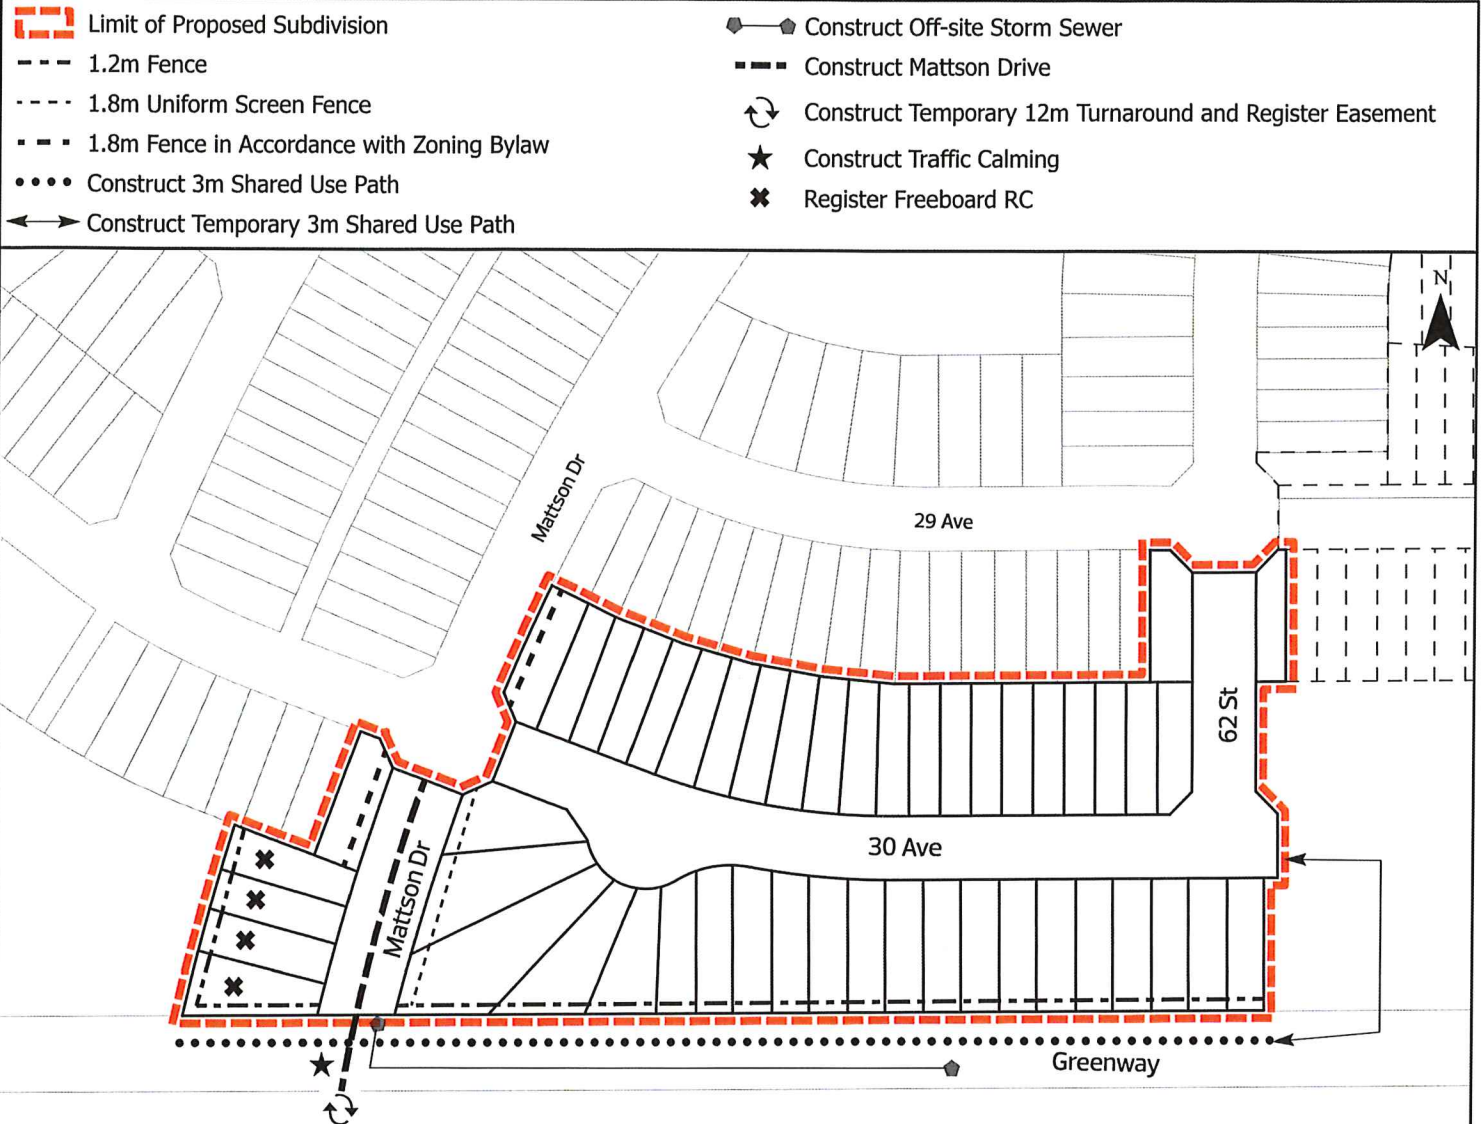 Limit of Proposed Subdivision
1.2m Fence
1.8m Uniform Screen Fence
1.8m Fence in Accordance with Zoning Bylaw
Construct 3m Shared Use Path
Construct Temporary 3m Shared Use Path
Construct Off-site Storm Sewer
Construct Mattson Drive
Construct Temporary 12m Turnaround and Register Easement
Construct Traffic Calming
Register Freeboard RC
N
Mattson Dr
29 Ave
62 St
30 Ave
Mattson Dr
Greenway